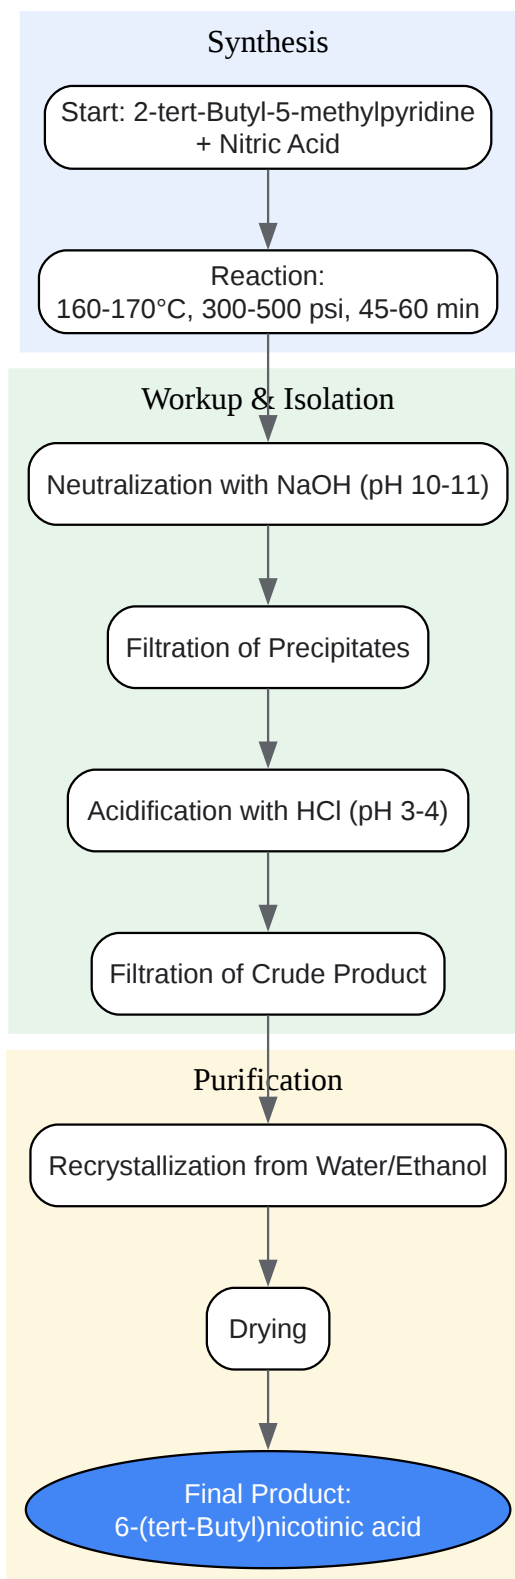 Synthesis
Start: 2-tert-Butyl-5-methylpyridine
+ Nitric Acid
Reaction:
160-170°C, 300-500 psi, 45-60 min
Workup & Isolation
Neutralization with NaOH (pH 10-11)
Filtration of Precipitates
Acidification with HCl (pH 3-4)
Filtration of Crude Product
Purification
Recrystallization from Water/Ethanol
Drying
Final Product:
6-(tert-Butyl)nicotinic acid